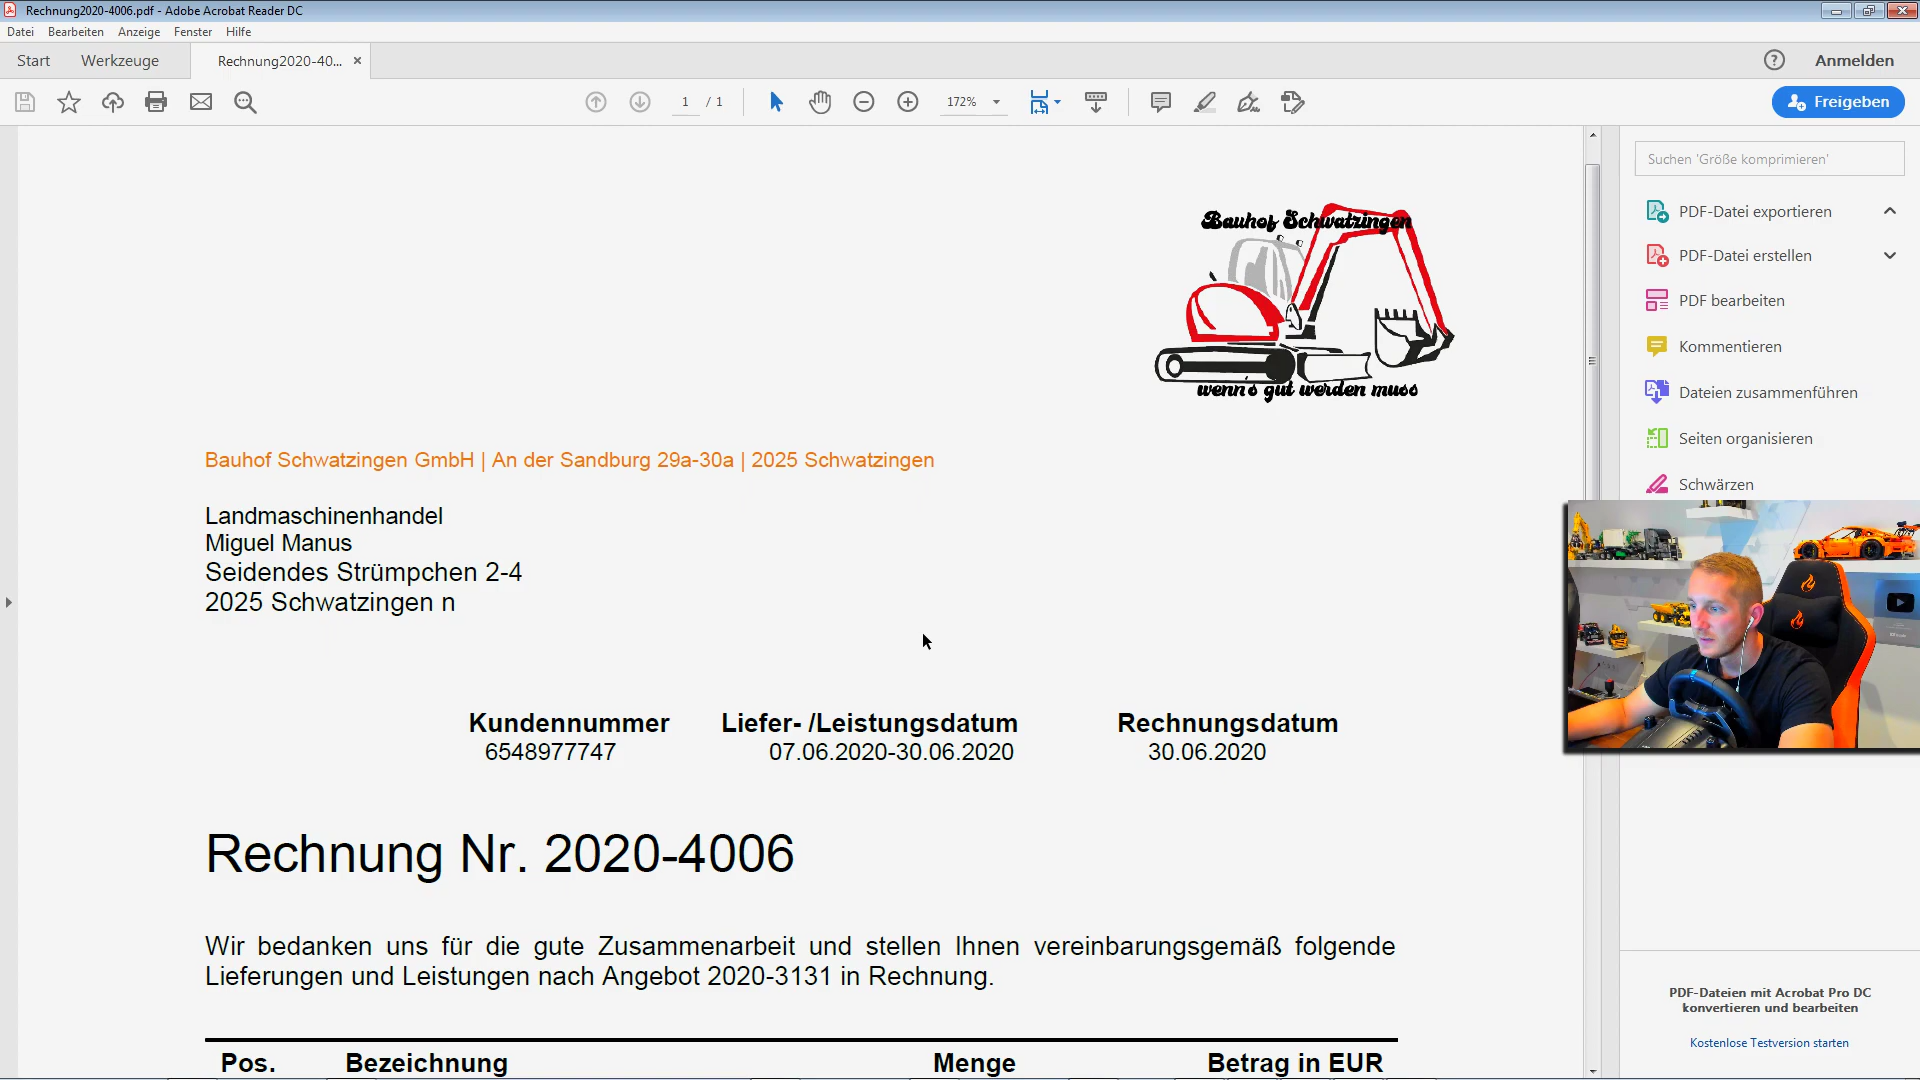 Rechnung2020-4006.pdf - Adobe Acrobat Reader DC
Datei Bearbeiten Anzeige Fenster Hilfe
Start Werkzeuge Rechnung2020-40... × ? Anmelden
1 / 1 172% Freigeben
Suchen 'Größe komprimieren'
PDF-Datei exportieren
PDF-Datei erstellen
PDF bearbeiten
Kommentieren
Dateien zusammenführen
Seiten organisieren
Schwärzen
Bauhof Schwatzingen
wenn's gut werden muss
Bauhof Schwatzingen GmbH | An der Sandburg 29a-30a | 2025 Schwatzingen
Landmaschinenhandel
Miguel Manus
Seidendes Strümpchen 2-4
2025 Schwatzingen n
Kundennummer Liefer- /Leistungsdatum Rechnungsdatum
6548977747 07.06.2020-30.06.2020 30.06.2020
Rechnung Nr. 2020-4006
Wir bedanken uns für die gute Zusammenarbeit und stellen Ihnen vereinbarungsgemäß folgende
Lieferungen und Leistungen nach Angebot 2020-3131 in Rechnung.
Pos. Bezeichnung Menge Betrag in EUR
PDF-Dateien mit Acrobat Pro DC
konvertieren und bearbeiten
Kostenlose Testversion starten